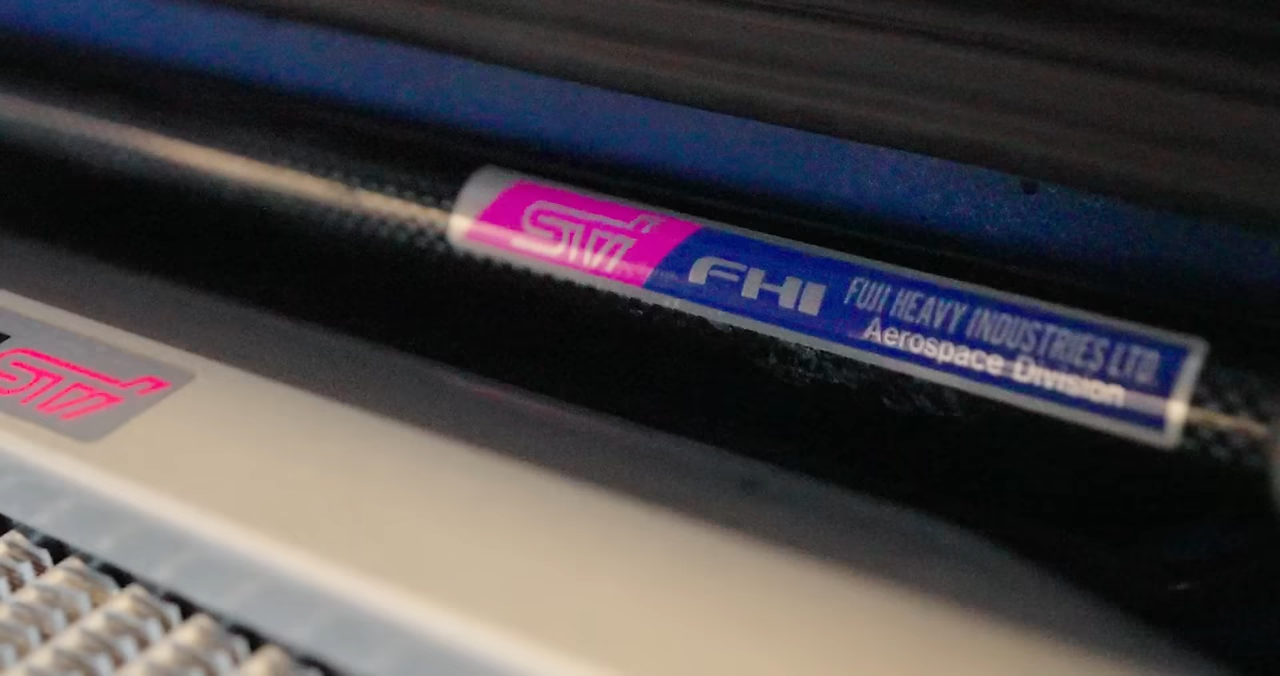 STI
FHI
FUJI HEAVY INDUSTRIES LTD.
Aerospace Division
STI